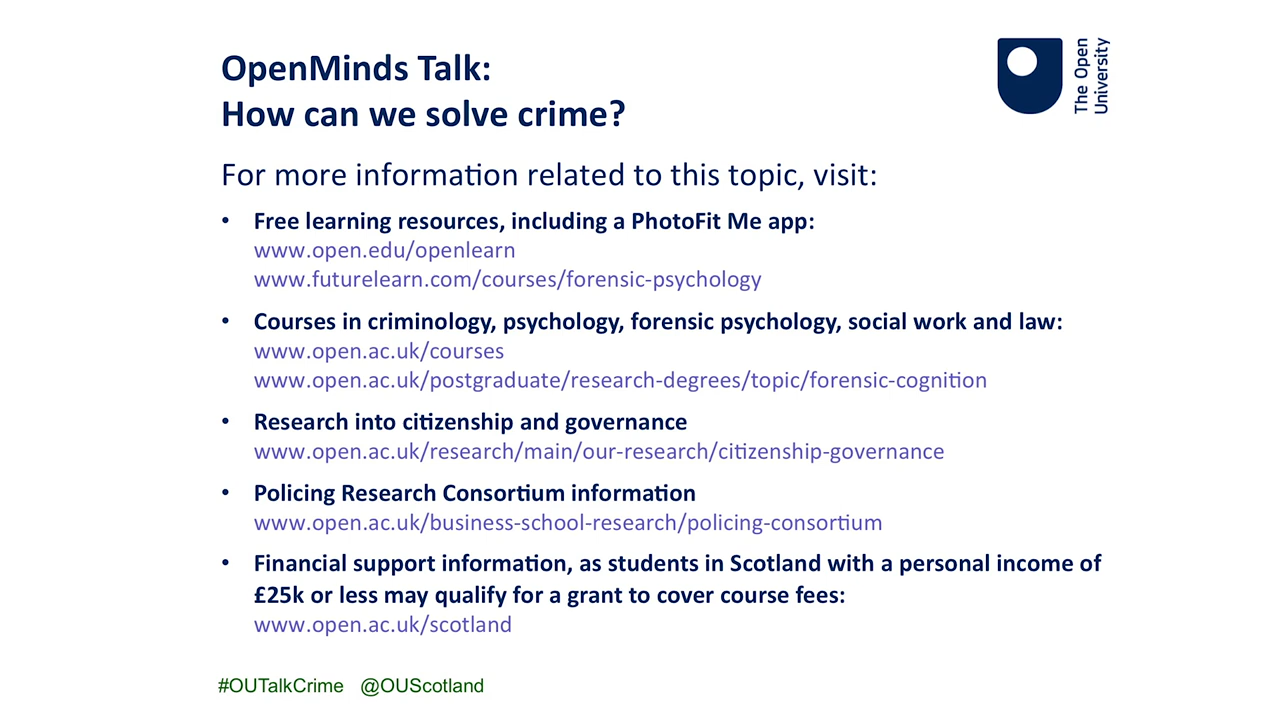 OpenMinds Talk:
How can we solve crime?
The Open
University
For more information related to this topic, visit:
• Free learning resources, including a PhotoFit Me app:
www.open.edu/openlearn
www.futurelearn.com/courses/forensic-psychology
• Courses in criminology, psychology, forensic psychology, social work and law:
www.open.ac.uk/courses
www.open.ac.uk/postgraduate/research-degrees/topic/forensic-cognition
• Research into citizenship and governance
www.open.ac.uk/research/main/our-research/citizenship-governance
• Policing Research Consortium information
www.open.ac.uk/business-school-research/policing-consortium
• Financial support information, as students in Scotland with a personal income of
£25k or less may qualify for a grant to cover course fees:
www.open.ac.uk/scotland
#OUTalkCrime @OUScotland